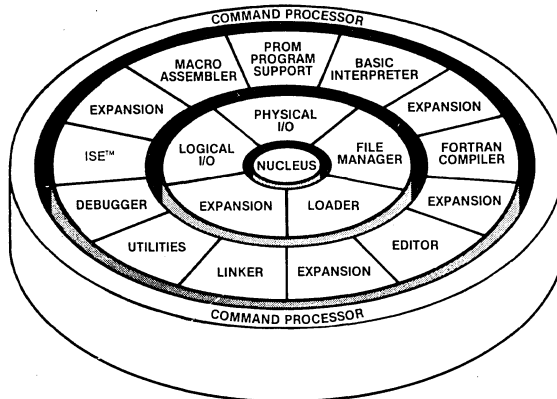 COMMAND PROCESSOR
PROM
PROGRAM
SUPPORT
MACRO
ASSEMBLER
BASIC
INTERPRETER
EXPANSION
EXPANSION
PHYSICAL
I/O
ISE™
LOGICAL
I/O
NUCLEUS
FILE
MANAGER
FORTRAN
COMPILER
DEBUGGER
EXPANSION
LOADER
EXPANSION
UTILITIES
LINKER
EXPANSION
EDITOR
COMMAND PROCESSOR